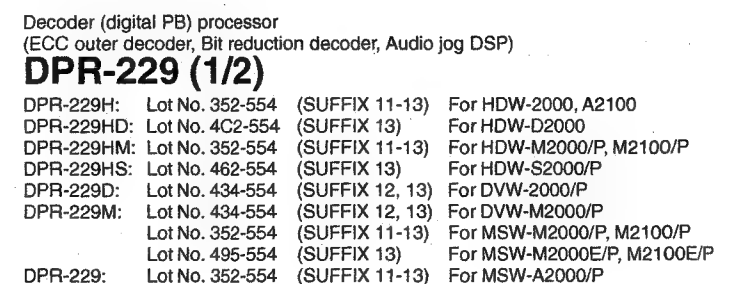 Decoder (digital PB) processor
(ECC outer decoder, Bit reduction decoder, Audio jog DSP)
DPR-229 (1/2)
DPR-229H: Lot No. 352-554 (SUFFIX 11-13) For HDW-2000, A2100
DPR-229HD: Lot No. 4C2-554 (SUFFIX 13) For HDW-D2000
DPR-229HM: Lot No. 352-554 (SUFFIX 11-13) For HDW-M2000/P, M2100/P
DPR-229HS: Lot No. 462-554 (SUFFIX 13) For HDW-S2000/P
DPR-229D: Lot No. 434-554 (SUFFIX 12, 13) For DVW-2000/P
DPR-229M: Lot No. 434-554 (SUFFIX 12, 13) For DVW-M2000/P
Lot No. 352-554 (SUFFIX 11-13) For MSW-M2000/P, M2100/P
Lot No. 495-554 (SUFFIX 13) For MSW-M2000E/P, M2100E/P
DPR-229: Lot No. 352-554 (SUFFIX 11-13) For MSW-A2000/P